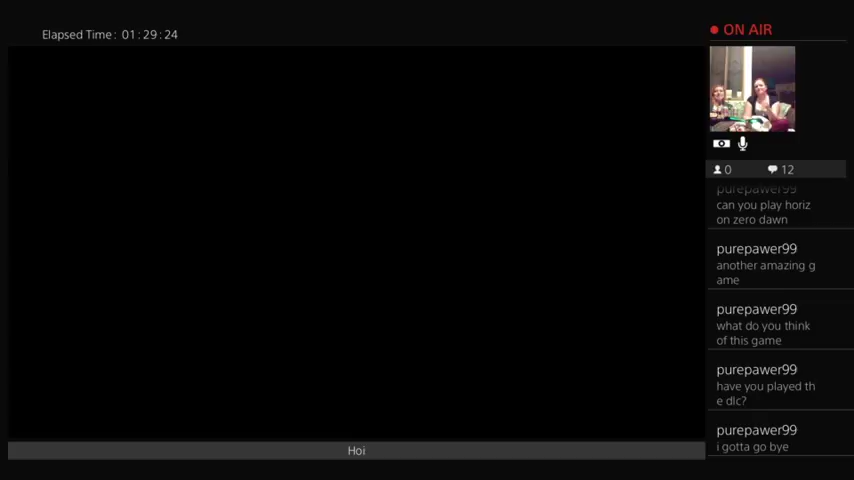 Elapsed Time: 01:29:24
ON AIR
0 12
purepawer99
can you play horiz
on zero dawn
purepawer99
another amazing g
ame
purepawer99
what do you think
of this game
purepawer99
have you played th
e dlc?
purepawer99
i gotta go bye
Hoi